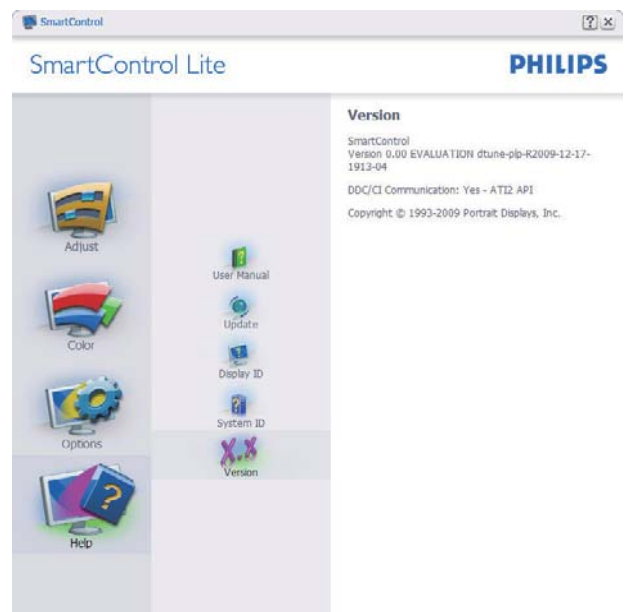 SmartControl
? ×
SmartControl Lite
PHILIPS
Adjust
Color
Options
? 
Help
?
User Manual
Update
?
Display ID
?
System ID
X.X
Version
Version
SmartControl
Version 0.00 EVALUATION dtune-plp-R2009-12-17-
1913-04
DDC/CI Communication: Yes - ATI2 API
Copyright © 1993-2009 Portrait Displays, Inc.